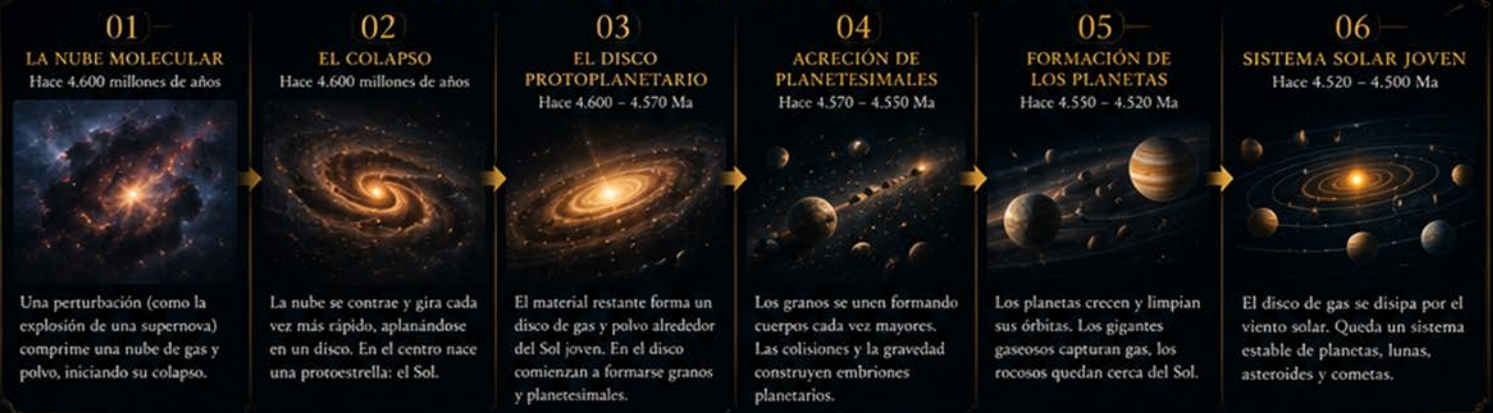 01
LA NUBE MOLECULAR
Hace 4.600 millones de años
Una perturbación (como la
explosión de una supernova)
comprime una nube de gas y
polvo, iniciando su colapso.
02
EL COLAPSO
Hace 4.600 millones de años
La nube se contrae y gira cada
vez más rápido, aplanándose
en un disco. En el centro nace
una protoestrella: el Sol.
03
EL DISCO
PROTOPLANETARIO
Hace 4.600 – 4.570 Ma
El material restante forma un
disco de gas y polvo alrededor
del Sol joven. En el disco
comienzan a formarse granos
y planetesimales.
04
ACRECIÓN DE
PLANETESIMALES
Hace 4.570 – 4.550 Ma
Los granos se unen formando
cuerpos cada vez mayores.
Las colisiones y la gravedad
construyen embriones
planetarios.
05
FORMACIÓN DE
LOS PLANETAS
Hace 4.550 – 4.520 Ma
Los planetas crecen y limpian
sus órbitas. Los gigantes
gaseosos capturan gas, los
rocosos quedan cerca del Sol.
06
SISTEMA SOLAR JOVEN
Hace 4.520 – 4.500 Ma
El disco de gas se disipa por el
viento solar. Queda un sistema
estable de planetas, lunas,
asteroides y cometas.